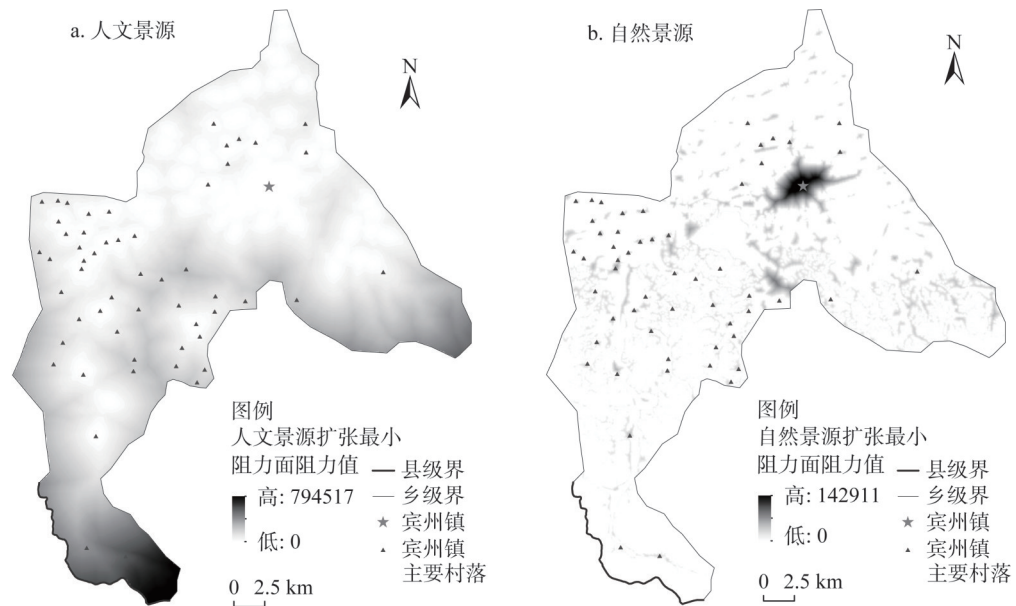 a. 人文景源
N
图例
人文景源扩张最小
阻力面阻力值
高: 794517
低: 0
县级界
乡级界
宾州镇
宾州镇
主要村落
0 2.5 km
b. 自然景源
N
图例
自然景源扩张最小
阻力面阻力值
高: 142911
低: 0
县级界
乡级界
宾州镇
宾州镇
主要村落
0 2.5 km